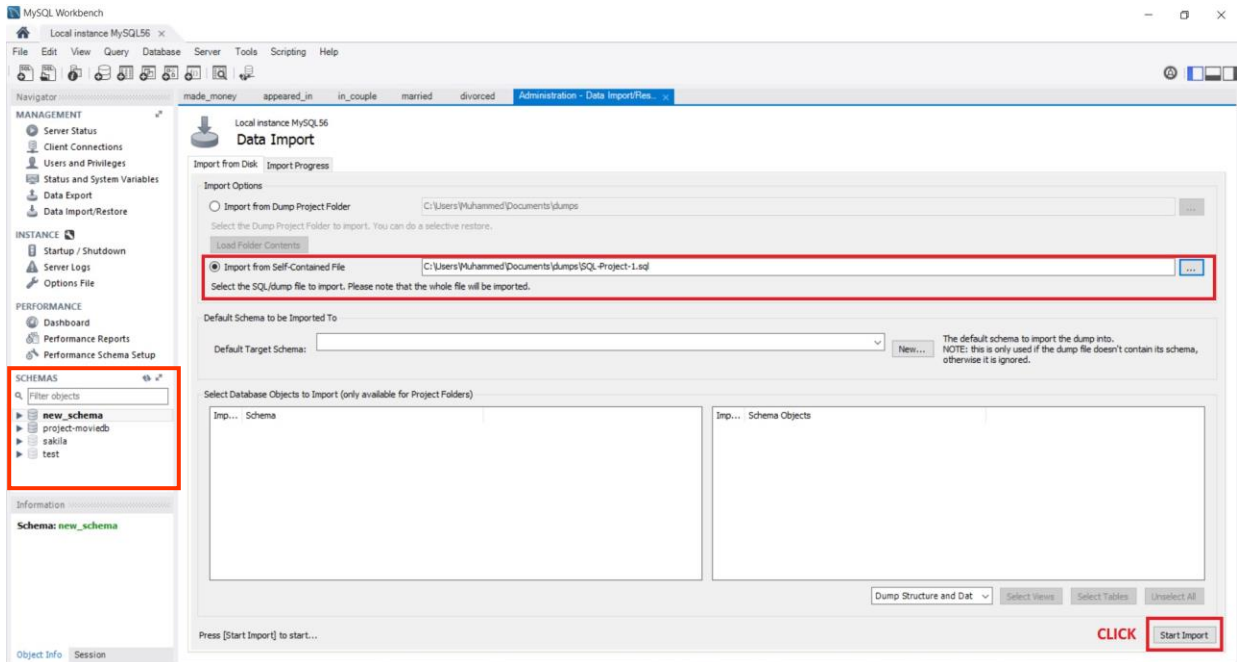 MySQL Workbench
Local instance MySQL56
File Edit View Query Database Server Tools Scripting Help
Navigator
MANAGEMENT
Server Status
Client Connections
Users and Privileges
Status and System Variables
Data Export
Data Import/Restore
INSTANCE
Startup / Shutdown
Server Logs
Options File
PERFORMANCE
Dashboard
Performance Reports
Performance Schema Setup
SCHEMAS
Filter objects
new_schema
project-moviedb
sakila
test
Information
Schema: new_schema
Object Info Session
made_money appeared_in in_couple married divorced Administration - Data Import/Res...
Local instance MySQL56
Data Import
Import from Disk Import Progress
Import Options
Import from Dump Project Folder C:\Users\Muhammed\Documents\dumps ...
Select the Dump Project Folder to import. You can do a selective restore.
Load Folder Contents
Import from Self-Contained File C:\Users\Muhammed\Documents\dumps\SQL-Project-1.sql ...
Select the SQL/dump file to import. Please note that the whole file will be imported.
Default Schema to be Imported To
Default Target Schema: New...
The default schema to import the dump into.
NOTE: this is only used if the dump file doesn't contain its schema,
otherwise it is ignored.
Select Database Objects to Import (only available for Project Folders)
Imp... Schema
Imp... Schema Objects
Dump Structure and Dat Select Views Select Tables Unselect All
Press [Start Import] to start...
CLICK Start Import